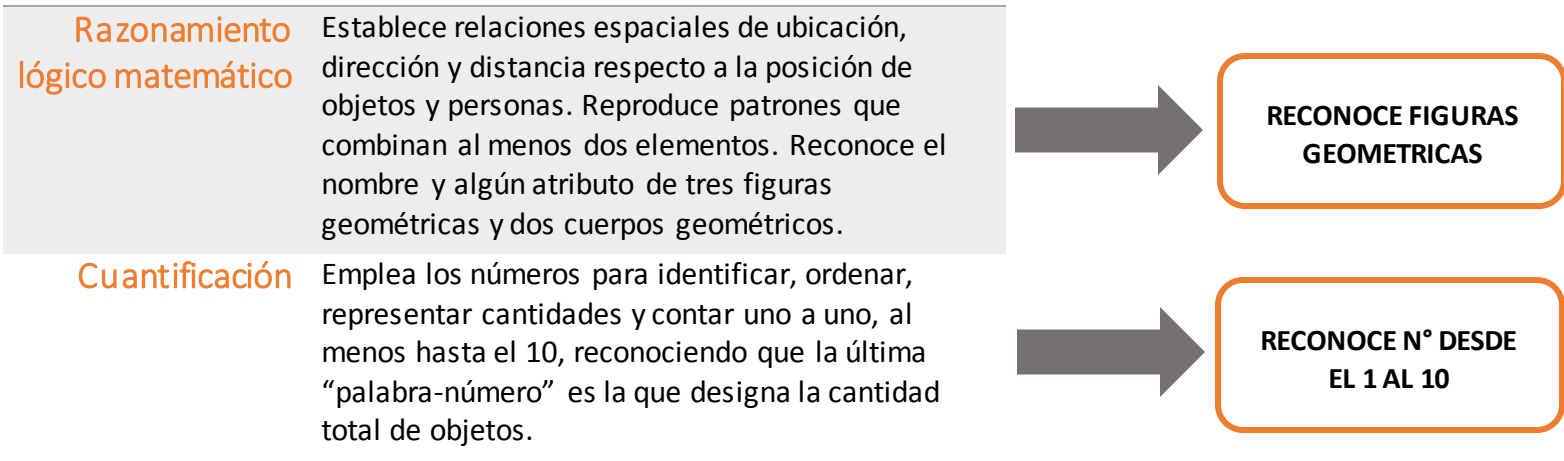 Razonamiento
lógico matemático
Establece relaciones espaciales de ubicación,
dirección y distancia respecto a la posición de
objetos y personas. Reproduce patrones que
combinan al menos dos elementos. Reconoce el
nombre y algún atributo de tres figuras
geométricas y dos cuerpos geométricos.
RECONOCE FIGURAS
GEOMETRICAS
Cuantificación
Emplea los números para identificar, ordenar,
representar cantidades y contar uno a uno, al
menos hasta el 10, reconociendo que la última
“palabra-número” es la que designa la cantidad
total de objetos.
RECONOCE N° DESDE
EL 1 AL 10